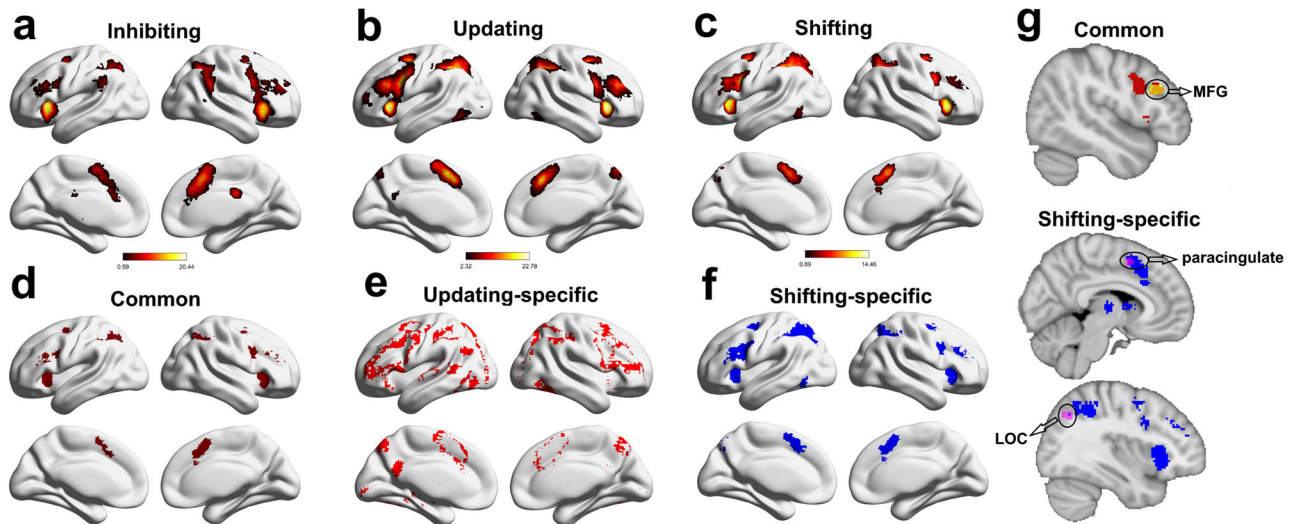 a
Inhibiting
b
Updating
c
Shifting
g
Common
MFG
0.59 20.44
2.32 22.78
0.89 14.46
Shifting-specific
paracingulate
LOC
d
Common
e
Updating-specific
f
Shifting-specific